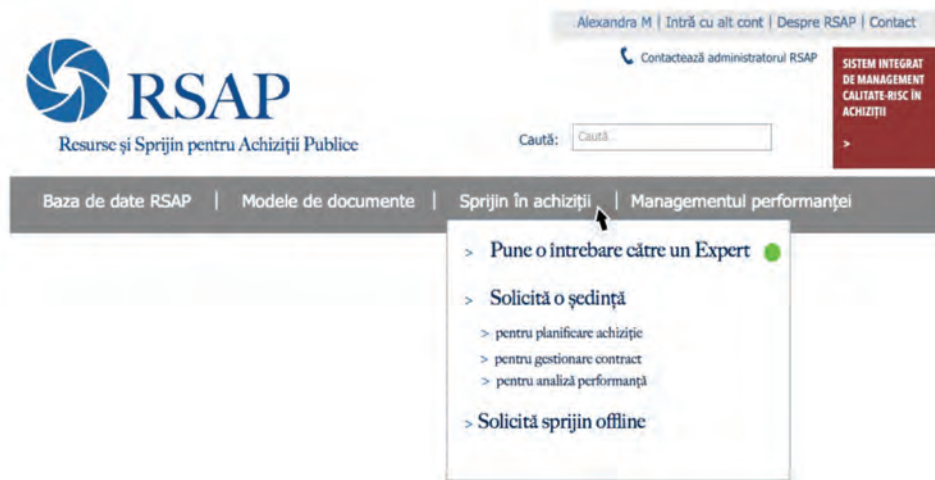 Alexandra M | Intră cu alt cont | Despre RSAP | Contact
Contactează administratorul RSAP
SISTEM INTEGRAT
DE MANAGEMENT
CALITATE-RISC ÎN
ACHIZIȚII
>
RSAP
Resurse și Sprijin pentru Achiziții Publice
Caută: Caută...
Baza de date RSAP | Modele de documente | Sprijin în achiziții | Managementul performanței
> Pune o întrebare către un Expert
> Solicită o ședință
> pentru planificare achiziție
> pentru gestionare contract
> pentru analiză performanță
> Solicită sprijin offline